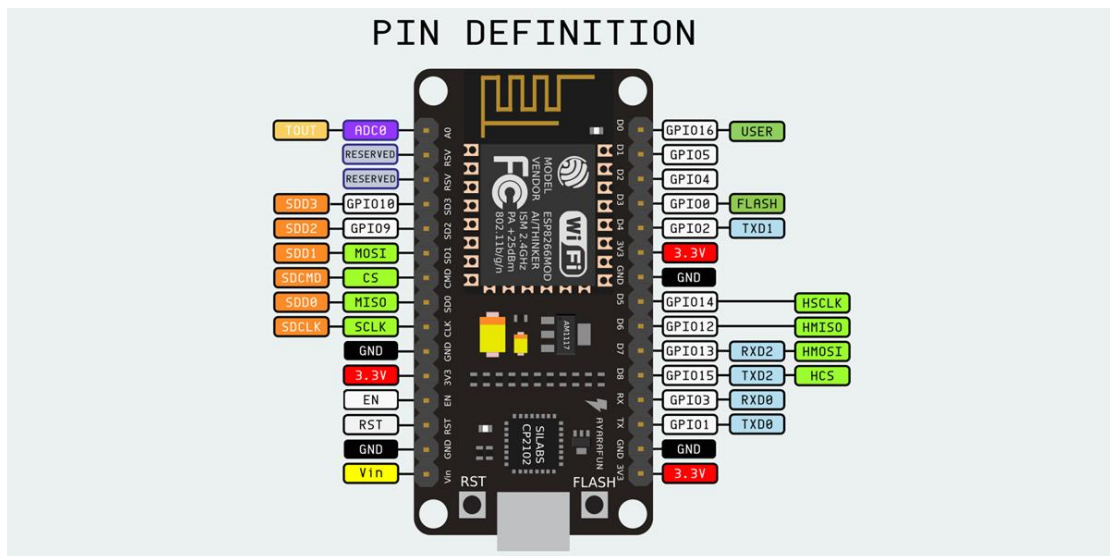 PIN DEFINITION
TOUT ADC0 A0 D0 GPIO16 USER
RESERVED RSV D1 GPIO5
RESERVED RSV D2 GPIO4
SDD3 GPIO10 SD3 D3 GPIO0 FLASH
SDD2 GPIO9 SD2 D4 GPIO2 TXD1
SDD1 MOSI SD1 3V3 3.3V
SDCMD CS CMD GND GND
SDD0 MISO SD0 D5 GPIO14 HSCLK
SDCLK SCLK CLK D6 GPIO12 HMISO
GND GND D7 GPIO13 RXD2 HMOSI
3.3V 3V3 D8 GPIO15 TXD2 HCS
EN EN RX GPIO3 RXD0
RST RST TX GPIO1 TXD0
GND GND GND GND
Vin Vin 3V3 3.3V
MODEL ESP8266MOD
VENDOR AI/THINKER
ISM 2.4GHz
PA +25dBm
802.11b/g/n
FC
Wi Fi
AM1117
SILABS
CP2102
AYARAFUN
RST
FLASH